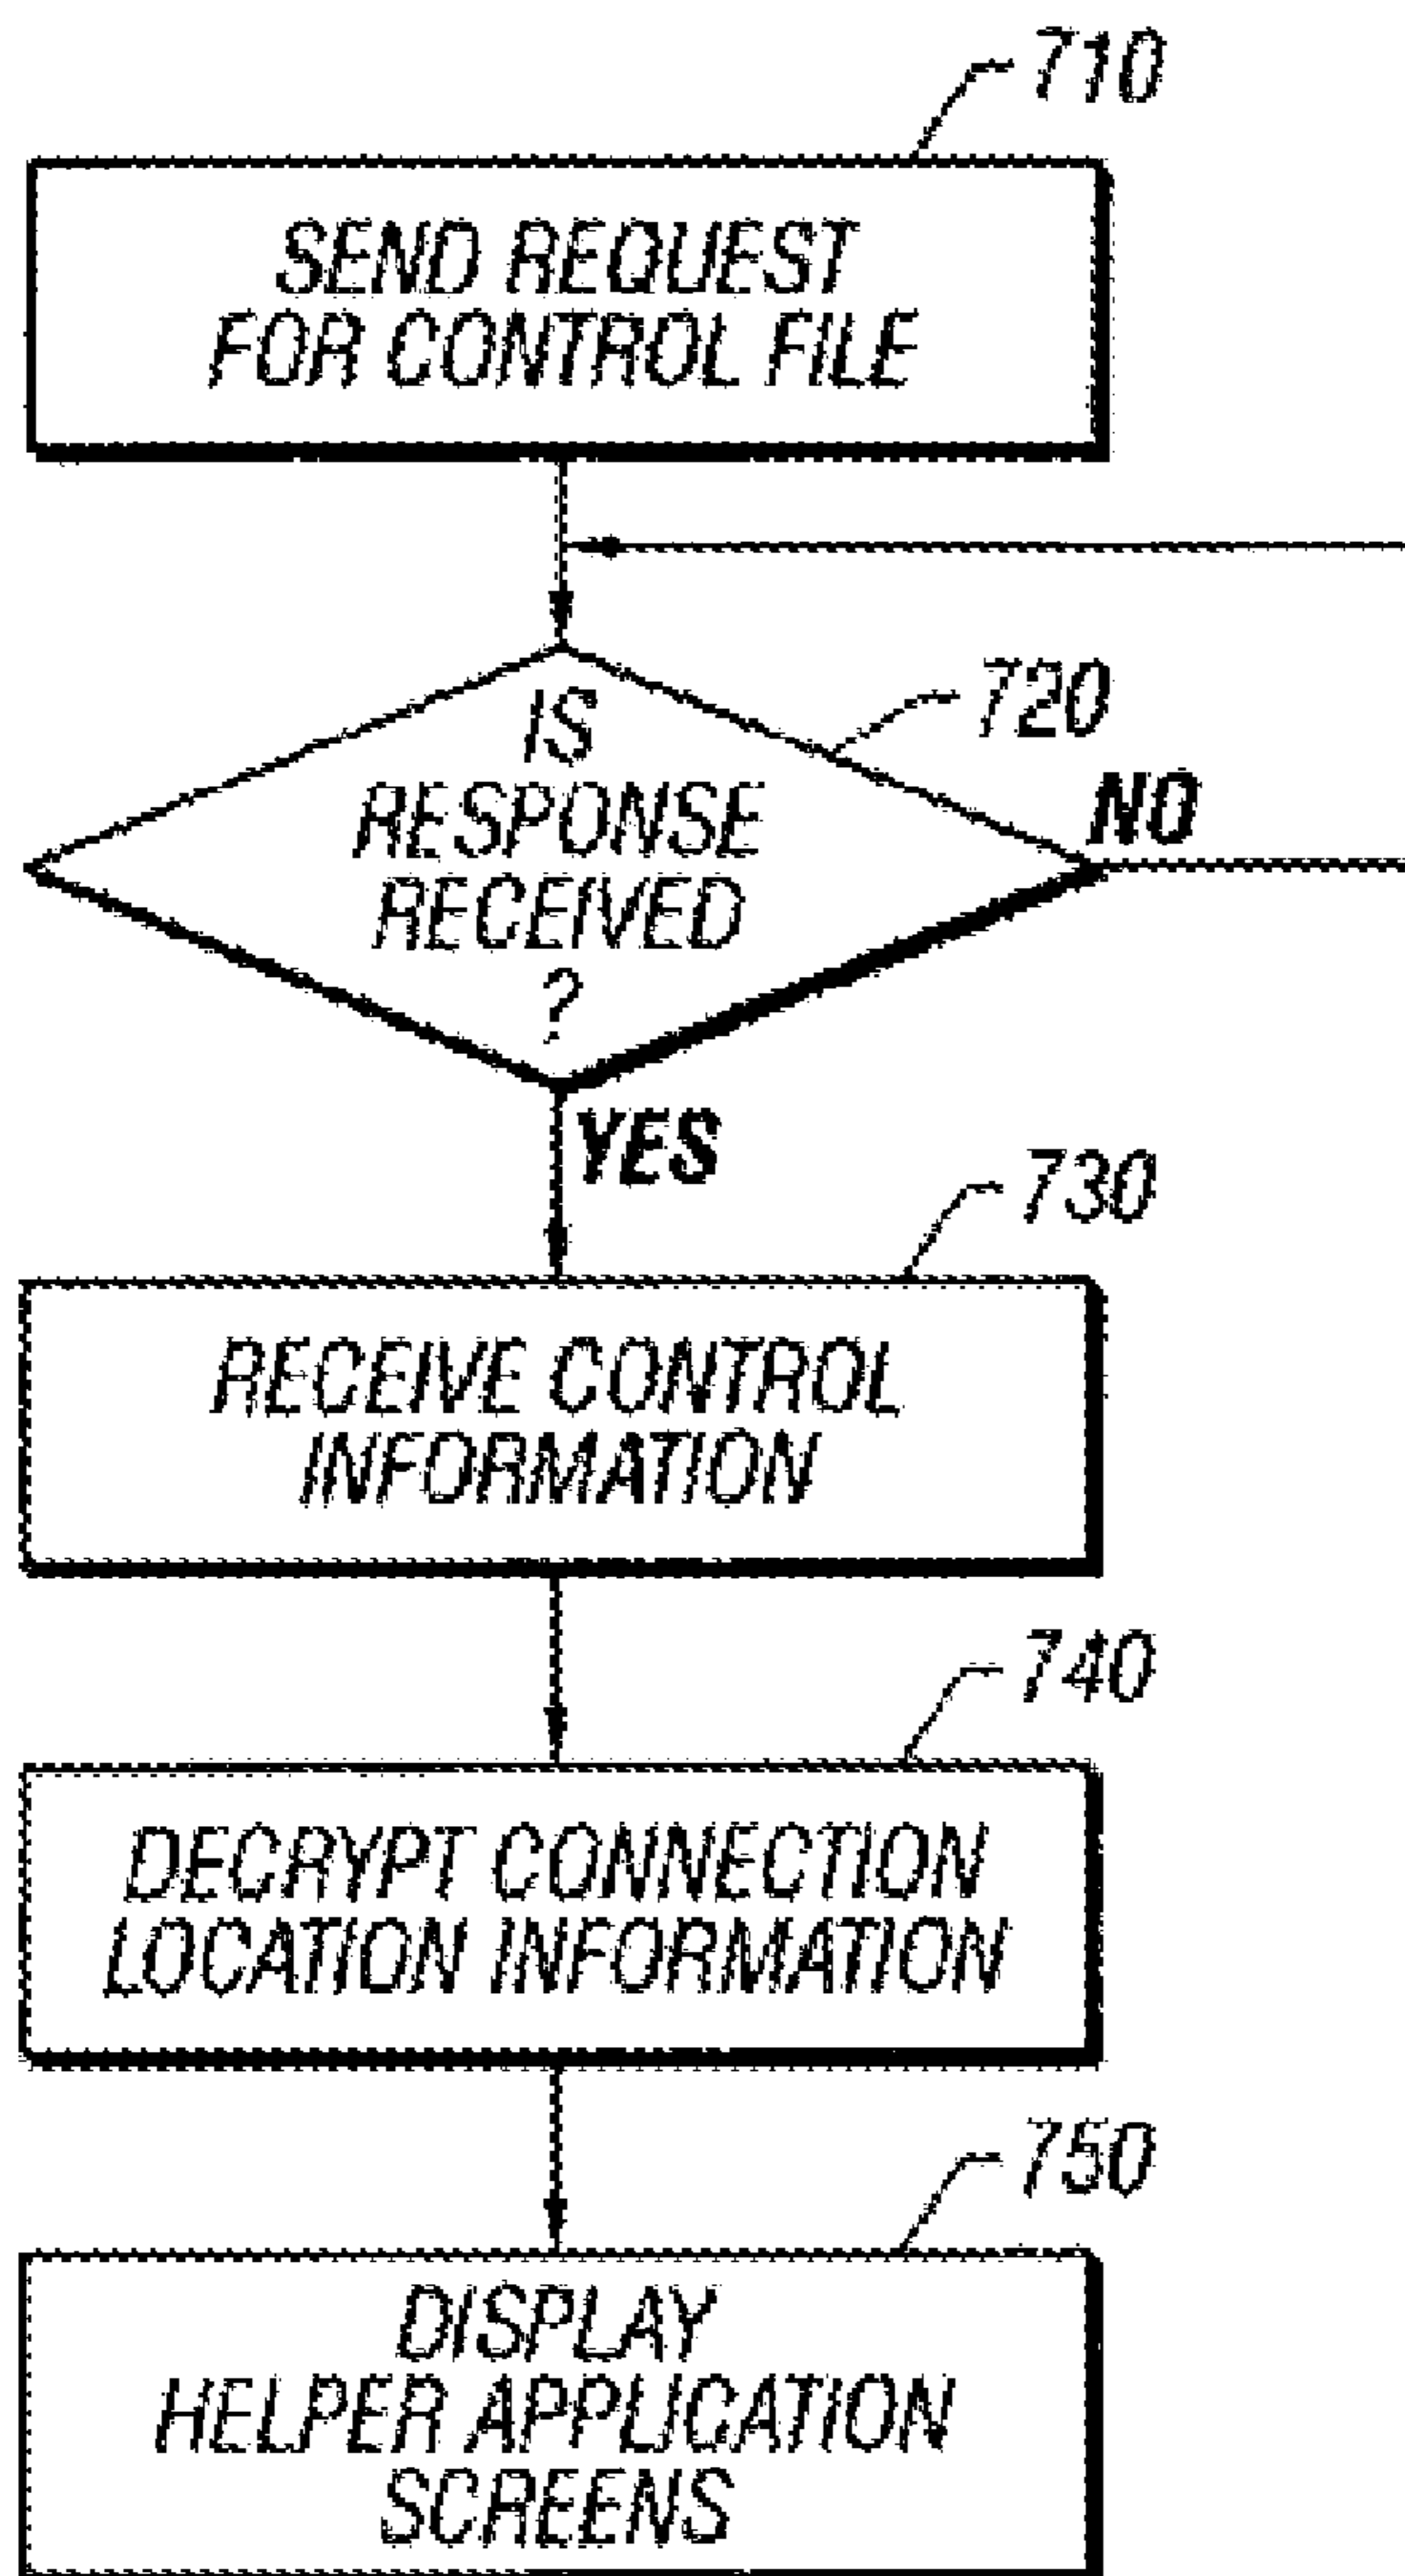 710
SEND REQUEST
FOR CONTROL FILE
720
IS
RESPONSE
RECEIVED
?
NO
YES
730
RECEIVE CONTROL
INFORMATION
740
DECRYPT CONNECTION
LOCATION INFORMATION
750
DISPLAY
HELPER APPLICATION
SCREENS